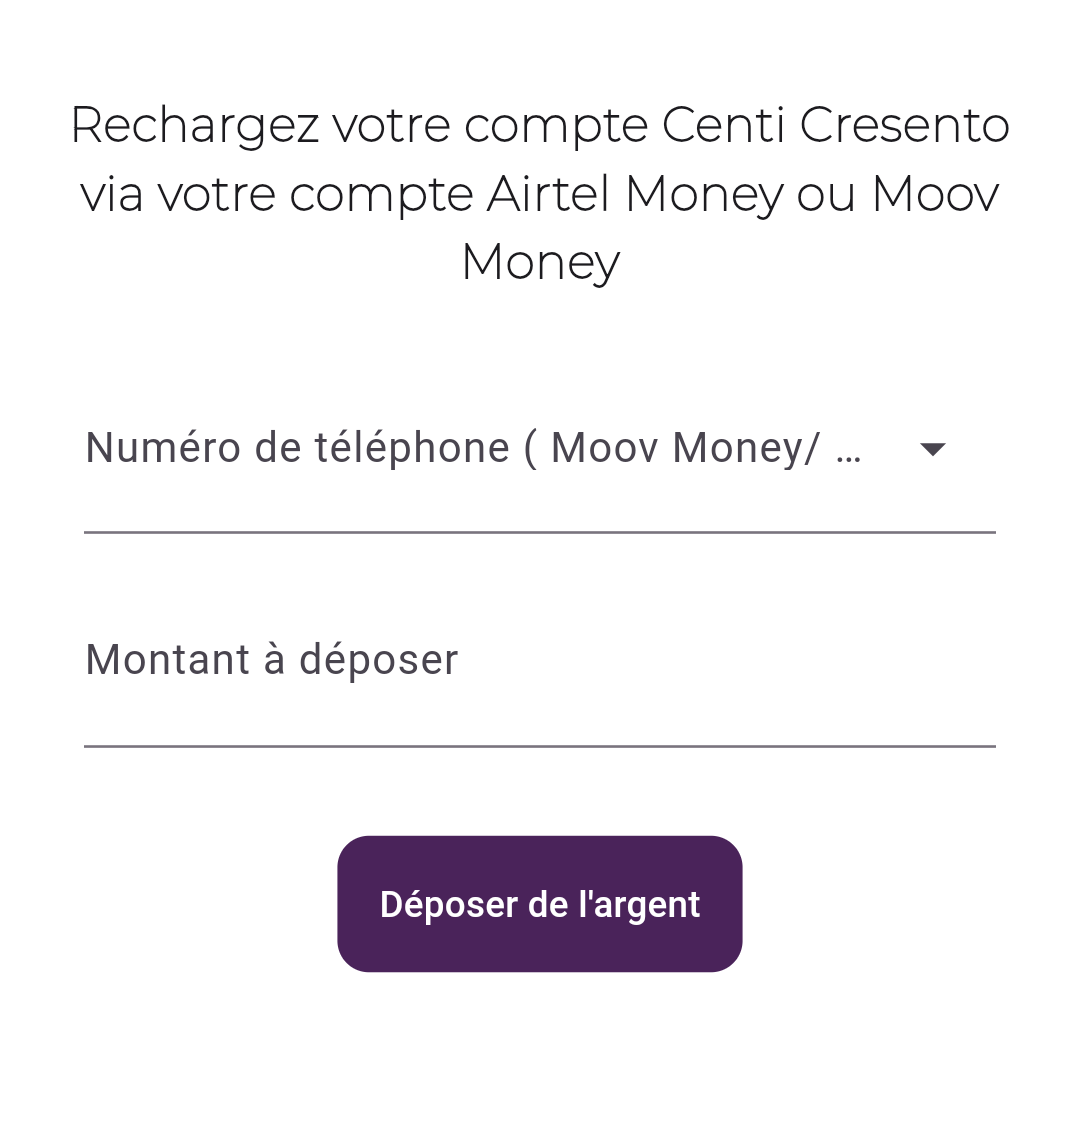 Rechargez votre compte Centi Cresento
via votre compte Airtel Money ou Moov
Money
Numéro de téléphone ( Moov Money/ ...
Montant à déposer
Déposer de l'argent